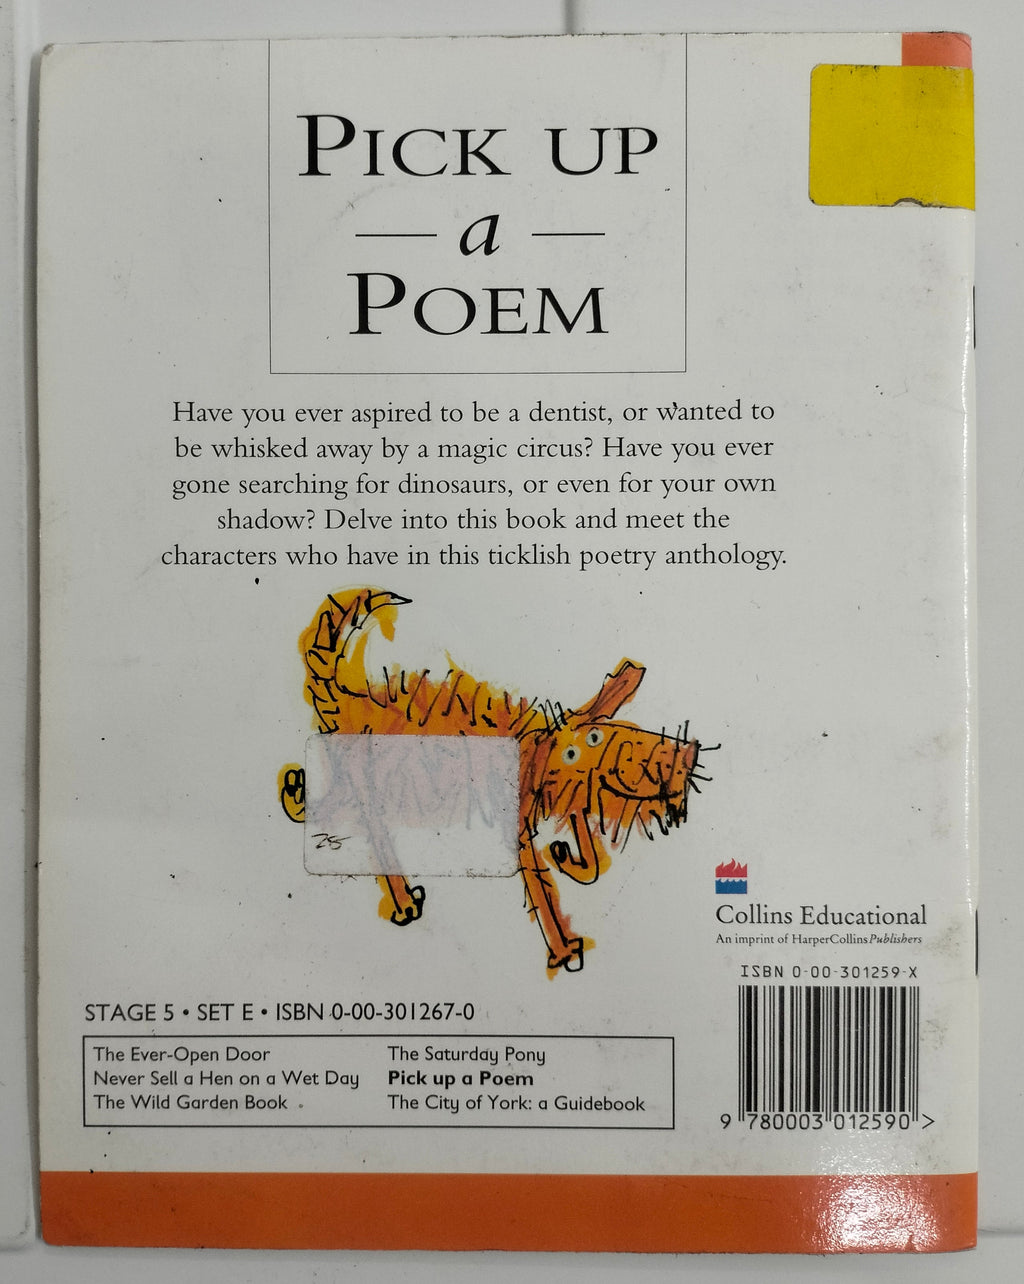 PICK UP
a
POEM
Have you ever aspired to be a dentist, or wanted to
be whisked away by a magic circus? Have you ever
gone searching for dinosaurs, or even for your own
shadow? Delve into this book and meet the
characters who have in this ticklish poetry anthology.
Collins Educational
An imprint of HarperCollinsPublishers
ISBN 0-00-301259-X
9 780003 012590 >
STAGE 5 • SET E • ISBN 0-00-301267-0
The Ever-Open Door
Never Sell a Hen on a Wet Day
The Wild Garden Book
The Saturday Pony
Pick up a Poem
The City of York: a Guidebook